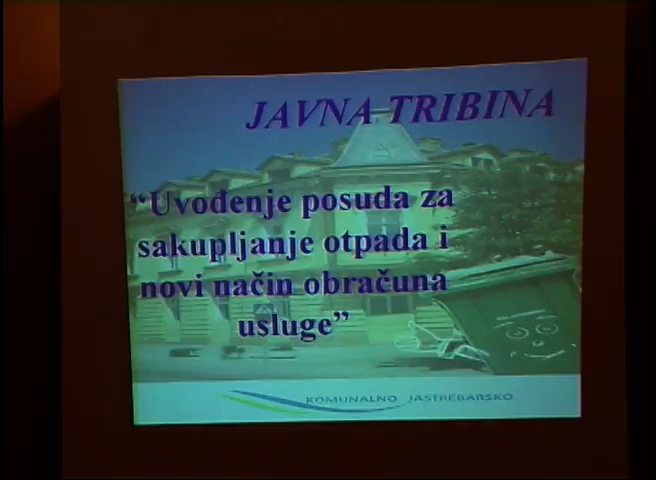 JAVNA TRIBINA
“Uvođenje posuda za
sakupljanje otpada i
novi način obračuna
usluge”
KOMUNALNO JASTREBARSKO